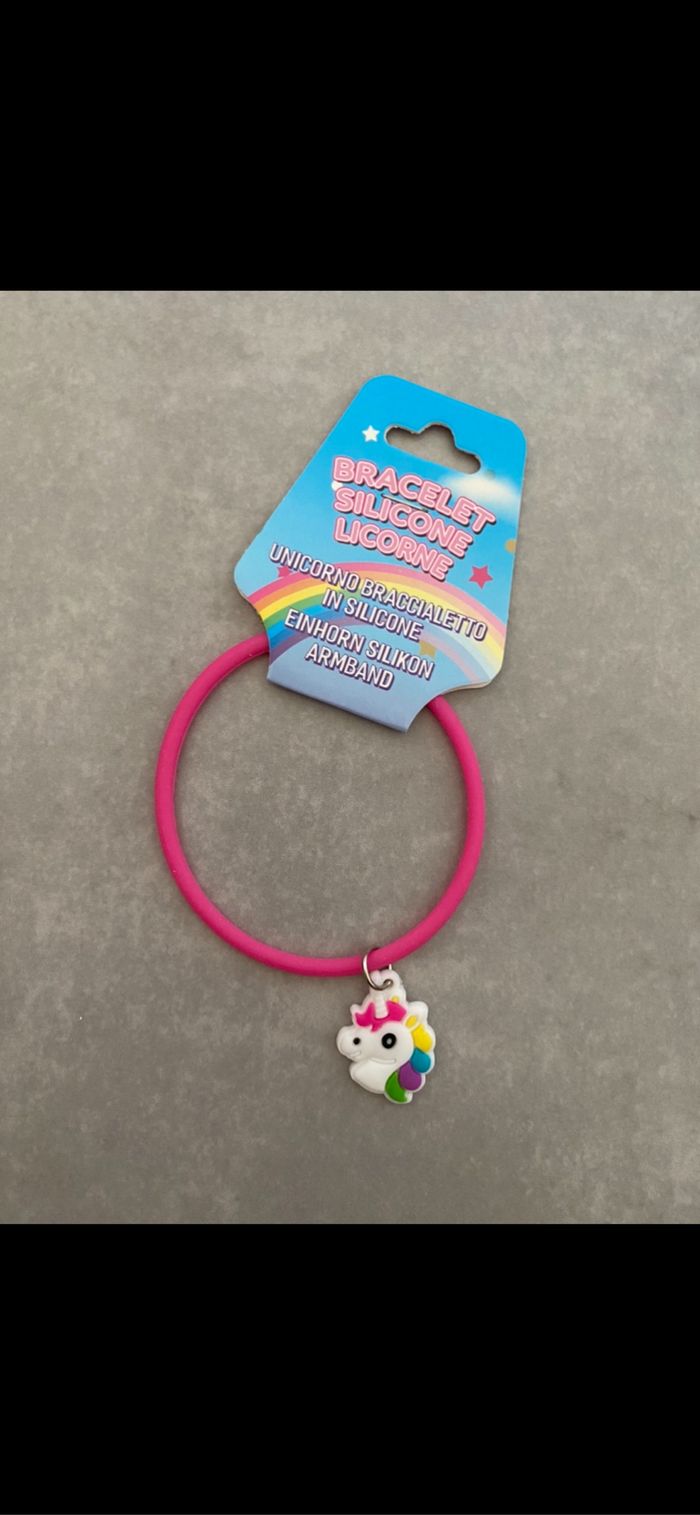 BRACELET
SILICONE
LICORNE
UNICORNO BRACCIALETTO
IN SILICONE
EINHORN SILIKON
ARMBAND